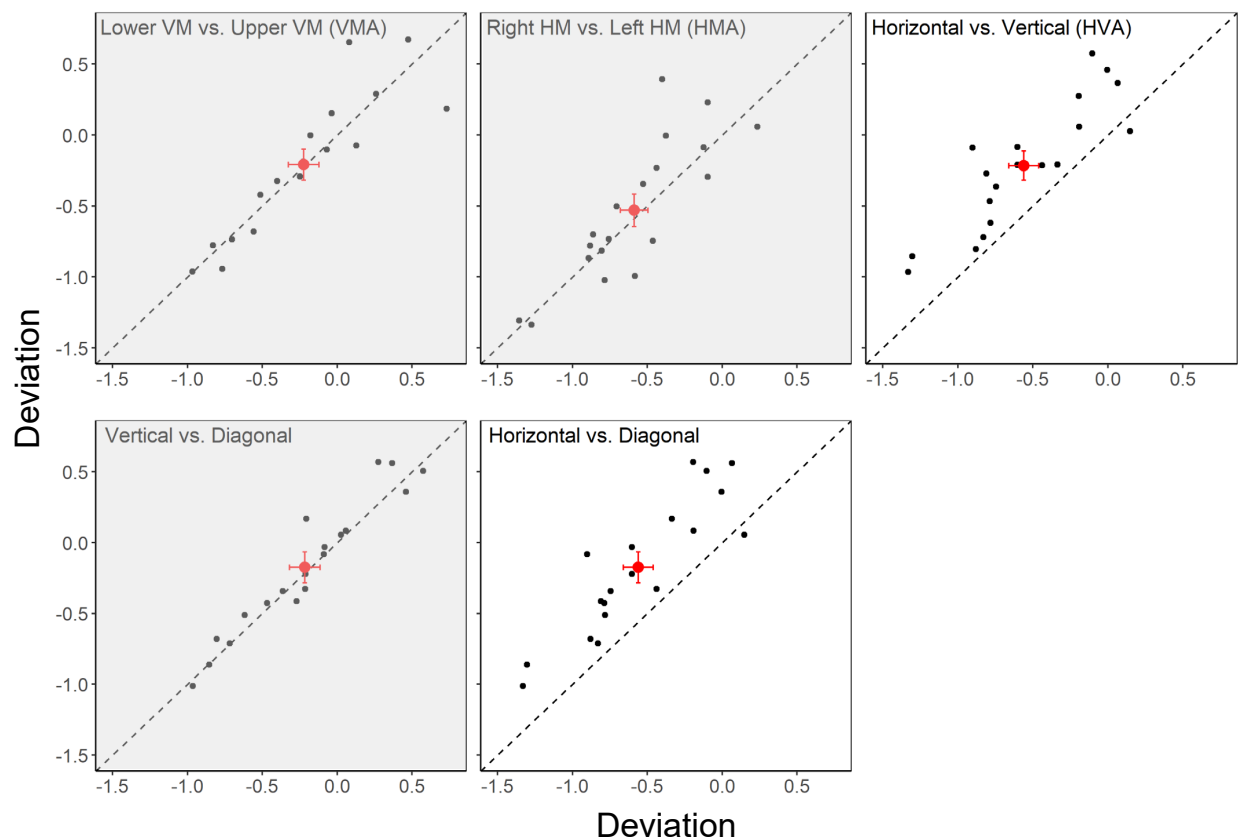 Lower VM vs. Upper VM (VMA)
Right HM vs. Left HM (HMA)
Horizontal vs. Vertical (HVA)
0.5
0.0
-0.5
-1.0
-1.5
-1.5 -1.0 -0.5 0.0 0.5
-1.5 -1.0 -0.5 0.0 0.5
-1.5 -1.0 -0.5 0.0 0.5
Deviation
Vertical vs. Diagonal
Horizontal vs. Diagonal
0.5
0.0
-0.5
-1.0
-1.5
-1.5 -1.0 -0.5 0.0 0.5
-1.5 -1.0 -0.5 0.0 0.5
Deviation